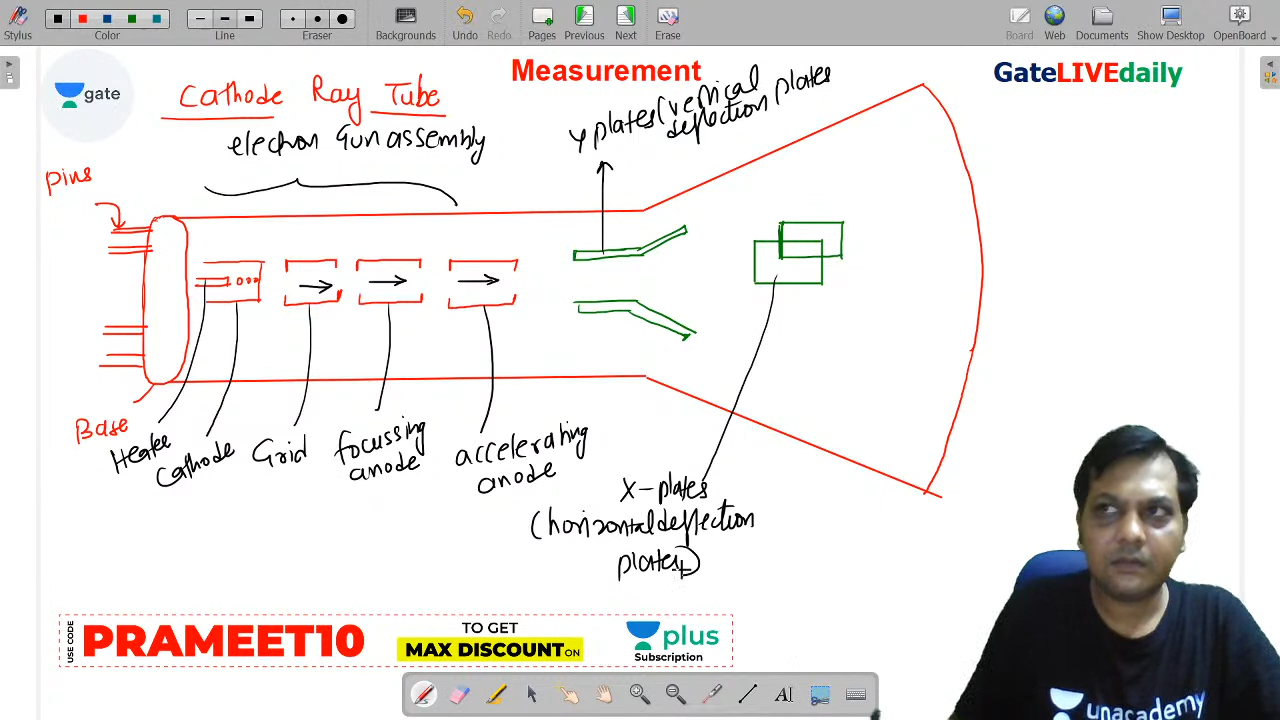 Stylus
Color
Line
Eraser
Backgrounds
Undo
Redo
Pages
Previous
Next
Erase
Board
Web
Documents
Show Desktop
OpenBoard
gate
Measurement
GateLIVEdaily
Cathode Ray Tube
electron Gun assembly
Y plates (vertical
deflection plates
Pins
Base
Heater
Cathode
Grid
focussing
anode
accelerating
anode
X-plates
(horizontal deflection
plates)
USE CODE
PRAMEET10
TO GET
MAX DISCOUNT ON
plus
Subscription
unacademy